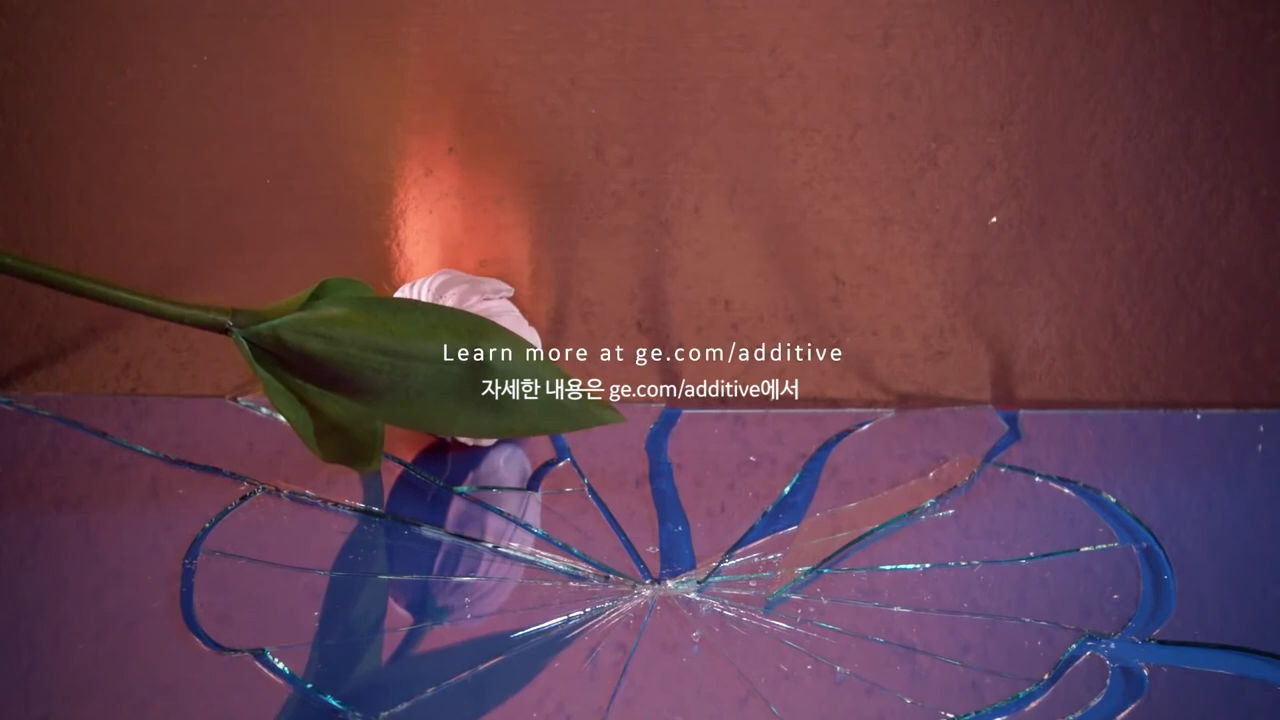 Learn more at ge.com/additive
자세한 내용은 ge.com/additive에서